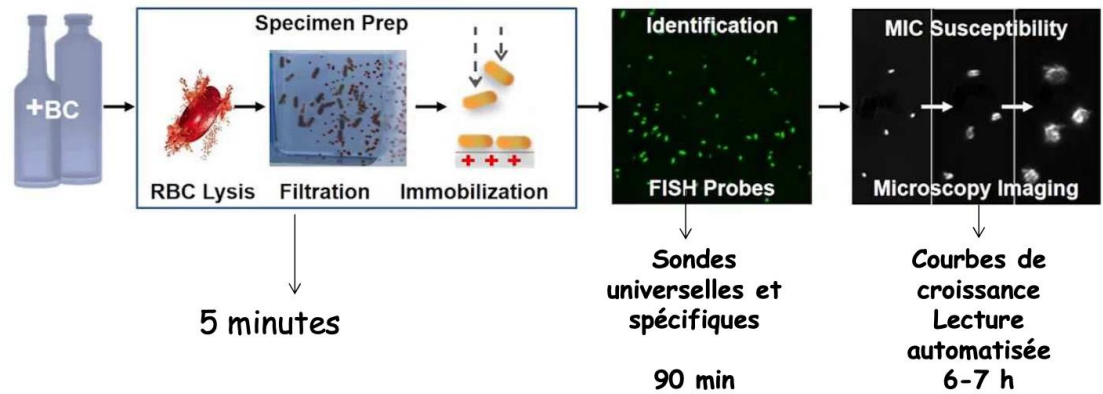 +BC
Specimen Prep
RBC Lysis
Filtration
Immobilization
+ + +
Identification
FISH Probes
MIC Susceptibility
Microscopy Imaging
5 minutes
Sondes
universelles et
spécifiques
90 min
Courbes de
croissance
Lecture
automatisée
6-7 h